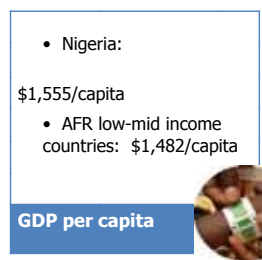 • Nigeria:
$1,555/capita
• AFR low-mid income
countries:  $1,482/capita
GDP per capita